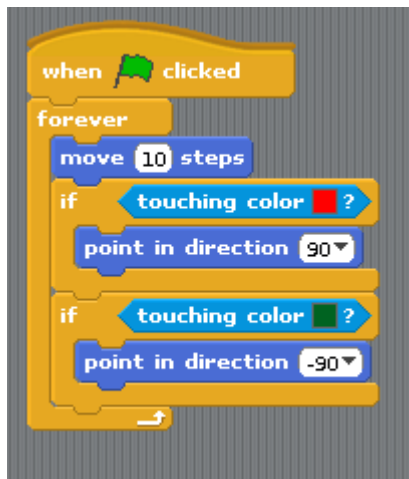 when clicked
forever
move 10 steps
if touching color ?
point in direction 90
if touching color ?
point in direction -90